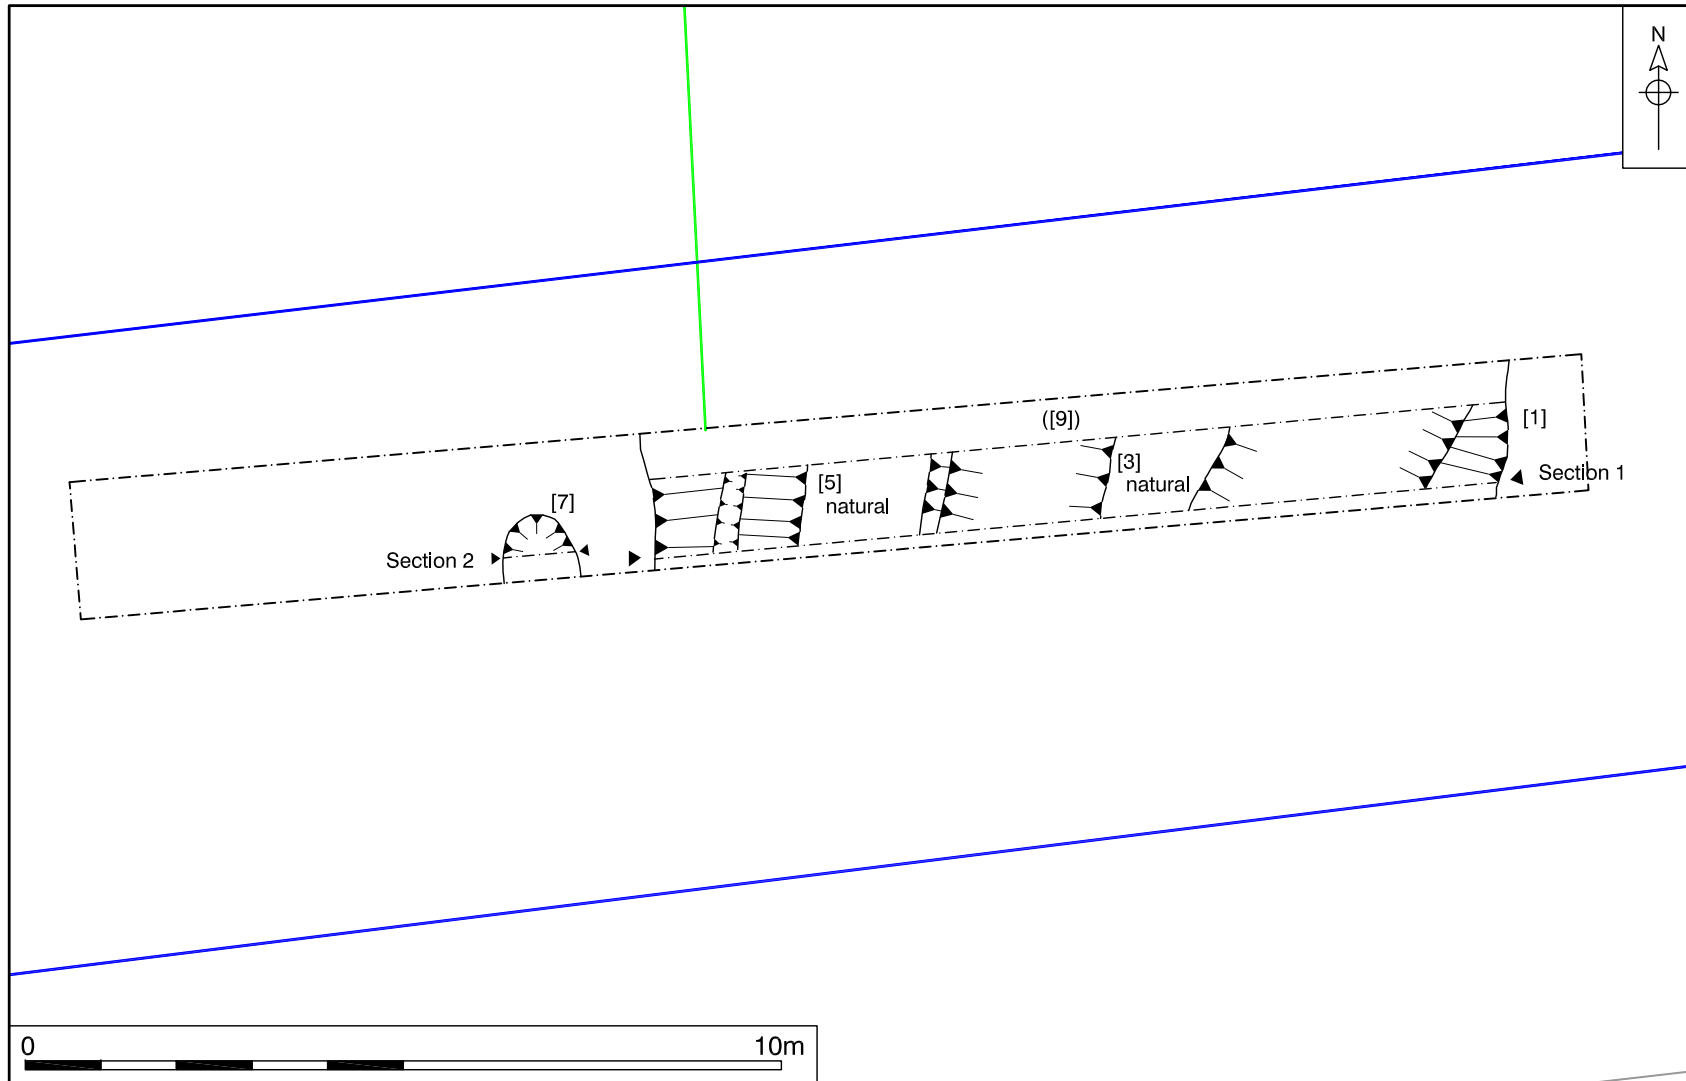 N
([9])
[1]
[3]
natural
Section 1
[5]
natural
[7]
Section 2
0
10m